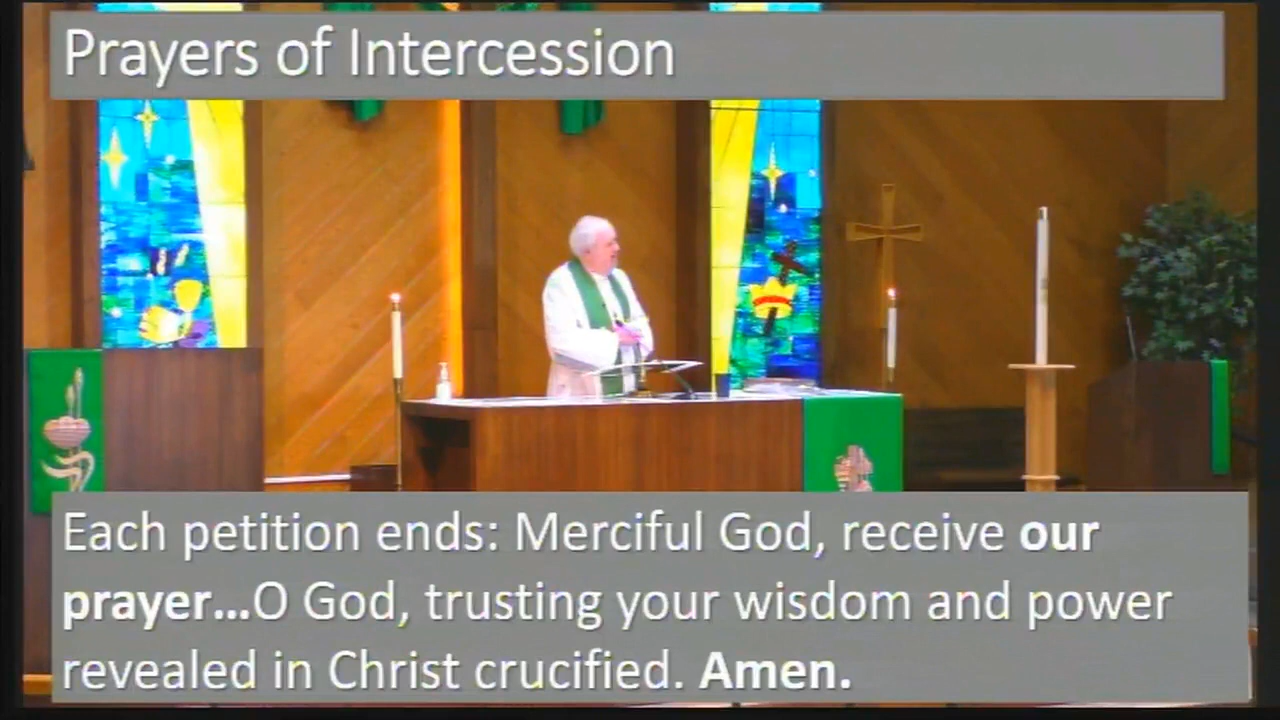 Prayers of Intercession
Each petition ends: Merciful God, receive our
prayer...O God, trusting your wisdom and power
revealed in Christ crucified. Amen.